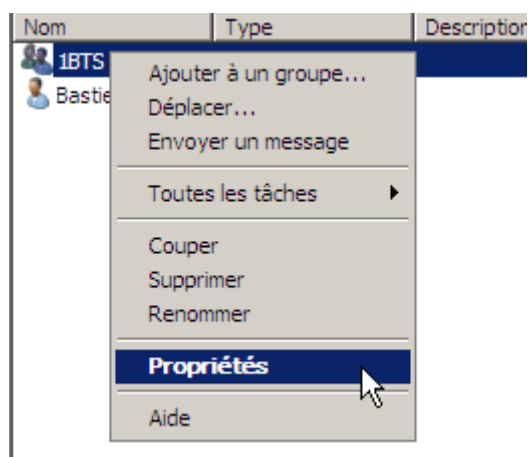 Nom Type Description
1BTS
Bastie
Ajouter à un groupe...
Déplacer...
Envoyer un message
Toutes les tâches
Couper
Supprimer
Renommer
Propriétés
Aide